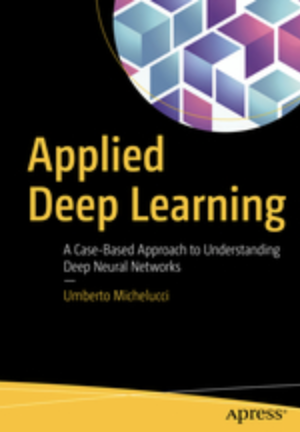 Applied
Deep Learning
A Case-Based Approach to Understanding
Deep Neural Networks
—
Umberto Michelucci
Apress®